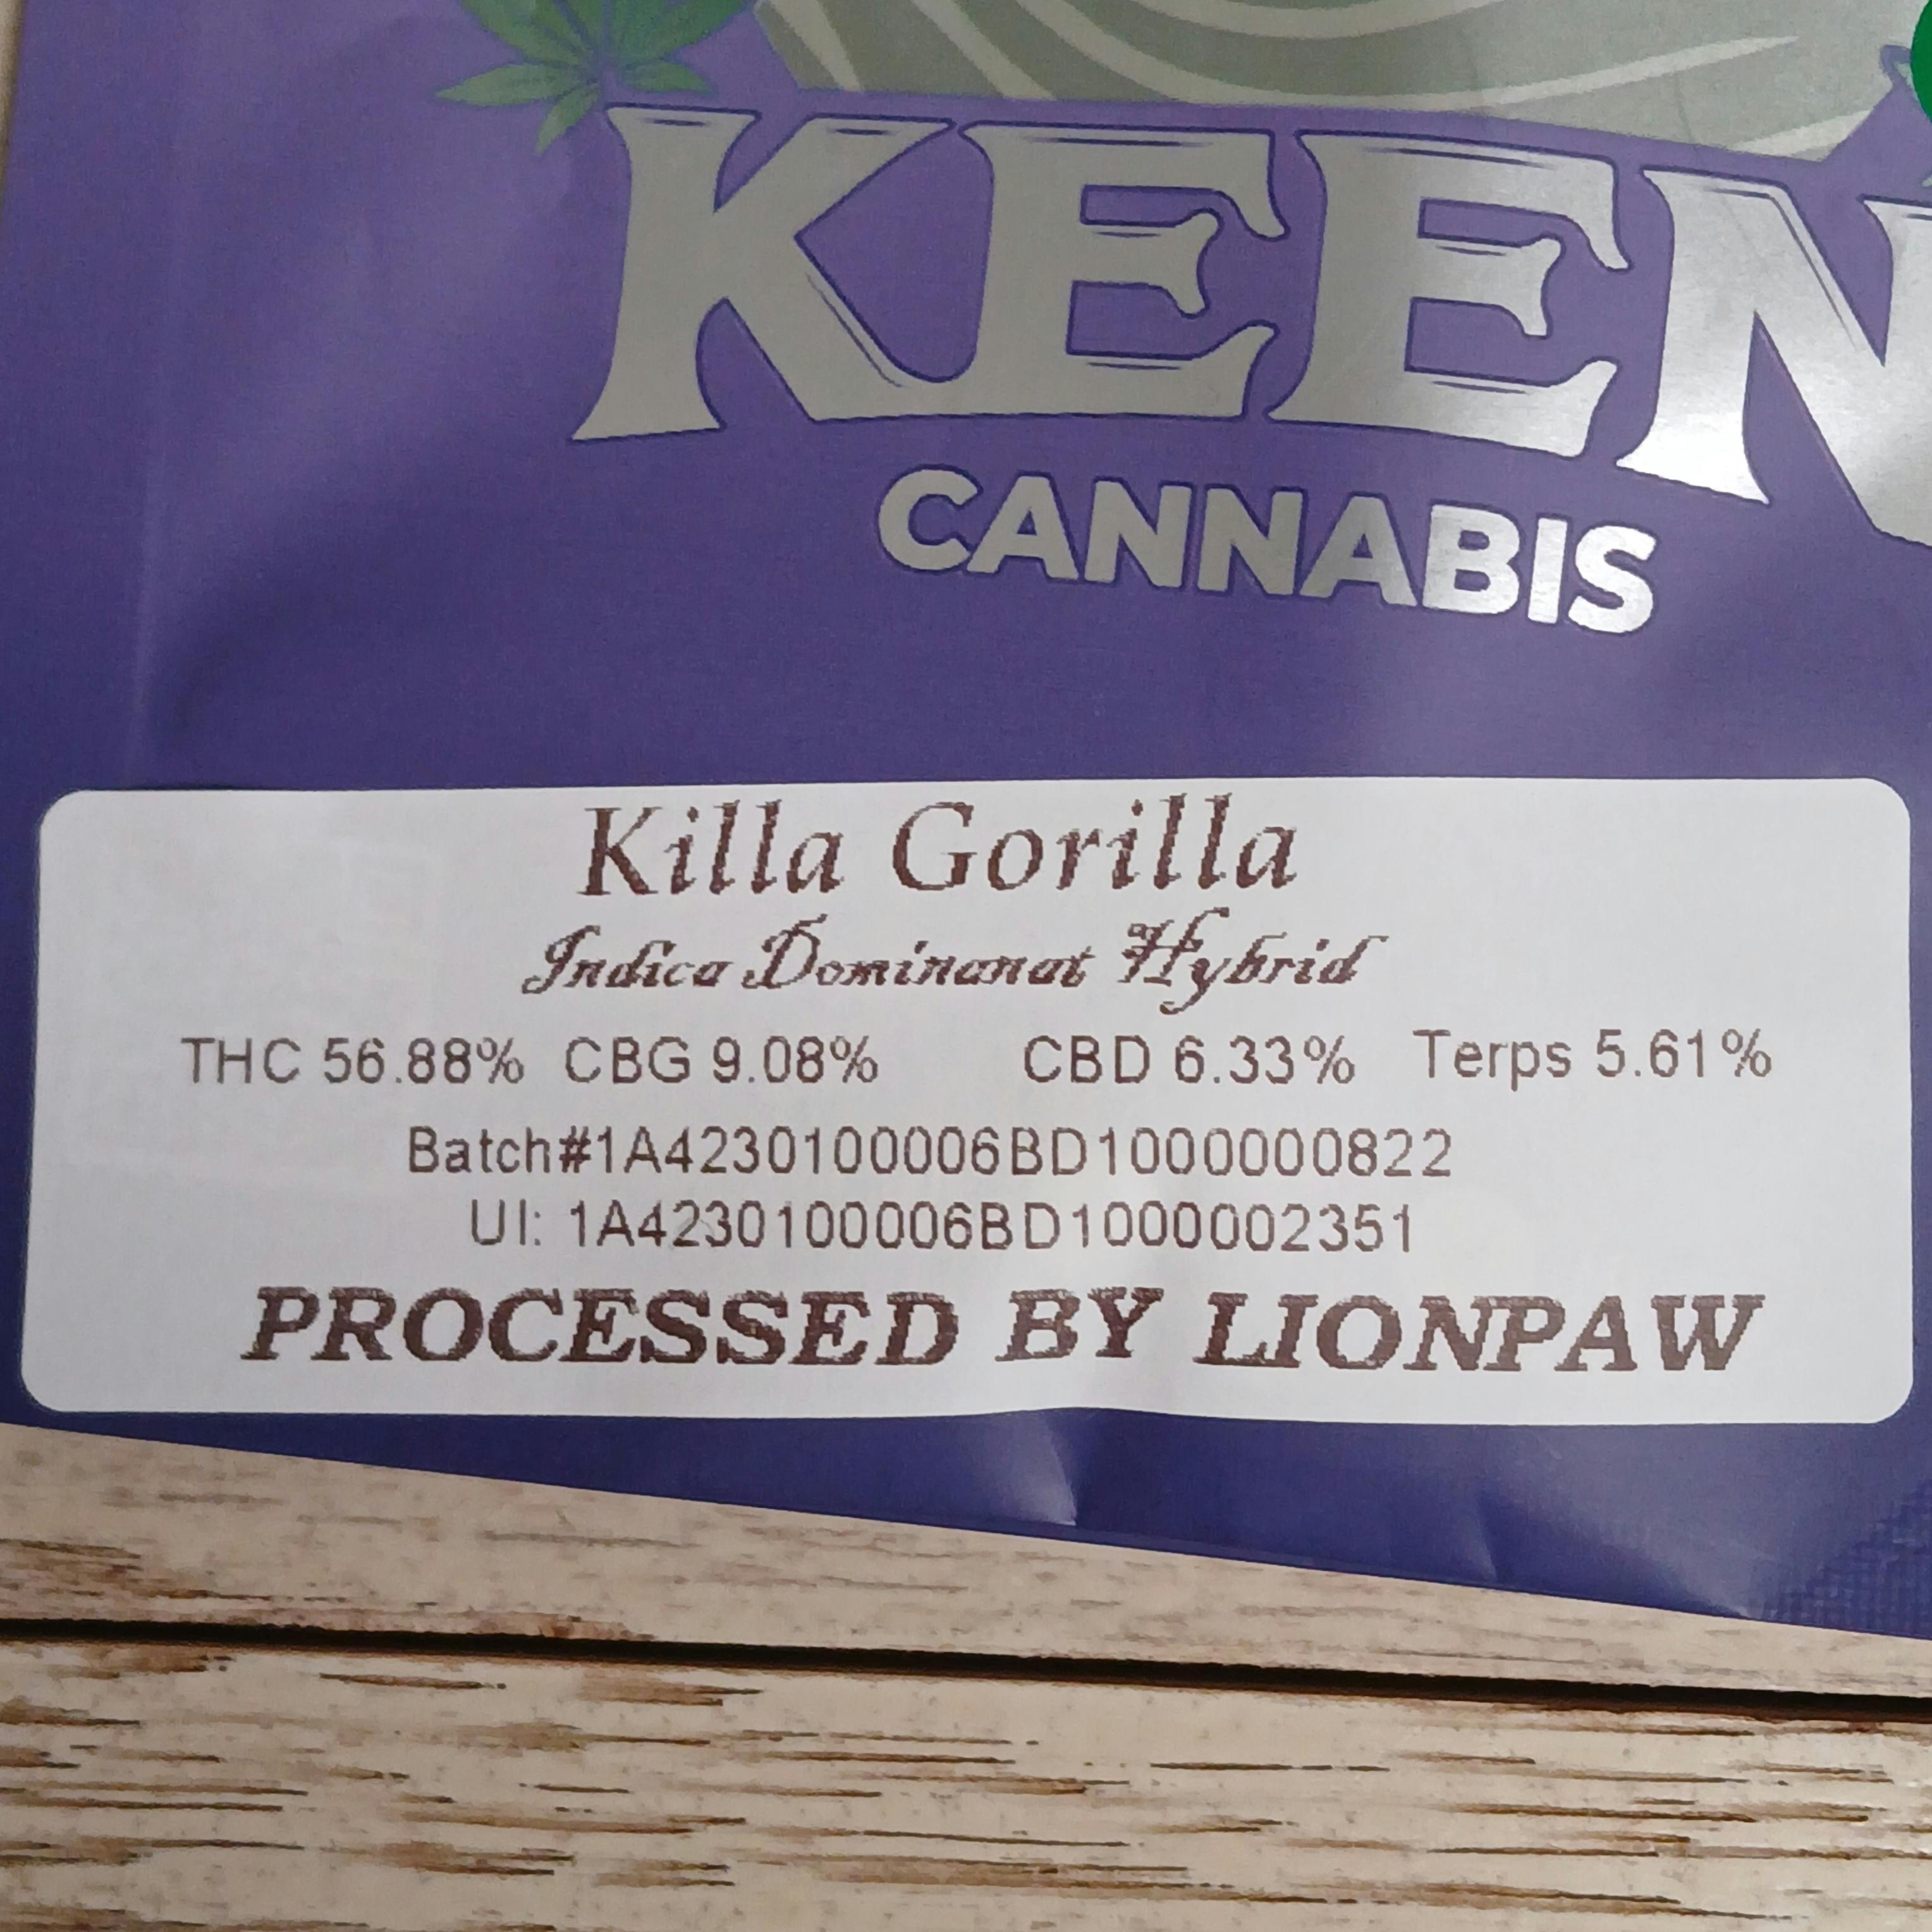 KEEN
CANNABIS
Killa Gorilla
Indica Dominanat Hybrid
THC 56.88% CBG 9.08% CBD 6.33% Terps 5.61%
Batch#1A4230100006BD1000000822
UI: 1A4230100006BD1000002351
PROCESSED BY LIONPAW